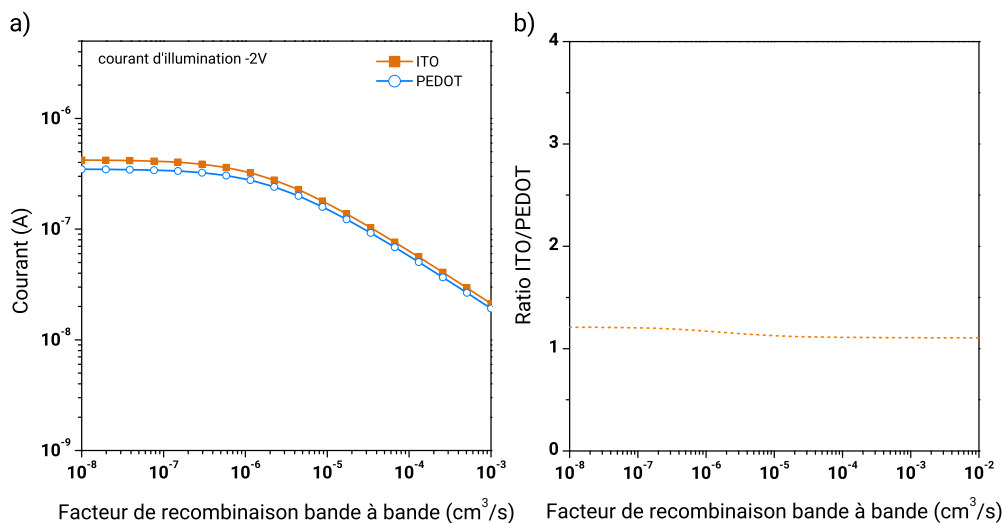 a)
courant d'illumination -2V
ITO
PEDOT
Courant (A)
10⁻⁶
10⁻⁷
10⁻⁸
10⁻⁹
10⁻⁸ 10⁻⁷ 10⁻⁶ 10⁻⁵ 10⁻⁴ 10⁻³
Facteur de recombinaison bande à bande (cm³/s)
b)
Ratio ITO/PEDOT
4
3
2
1
0
10⁻⁸ 10⁻⁷ 10⁻⁶ 10⁻⁵ 10⁻⁴ 10⁻³ 10⁻²
Facteur de recombinaison bande à bande (cm³/s)